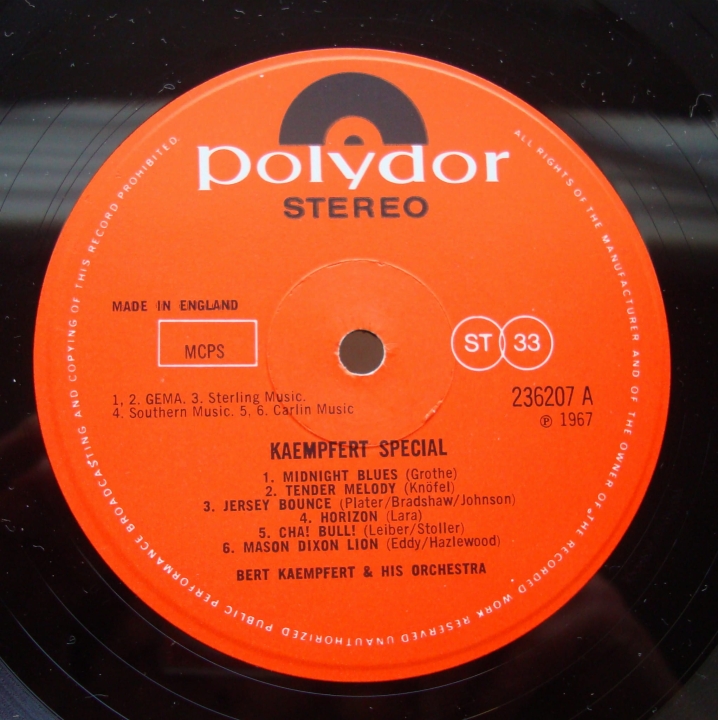 polydor
STEREO
MADE IN ENGLAND
MCPS
ST 33
1, 2. GEMA. 3. Sterling Music.
4. Southern Music. 5, 6. Carlin Music
236207 A
℗ 1967
KAEMPFERT SPECIAL
1. MIDNIGHT BLUES (Grothe)
2. TENDER MELODY (Knöfel)
3. JERSEY BOUNCE (Plater/Bradshaw/Johnson)
4. HORIZON (Lara)
5. CHA! BULL! (Leiber/Stoller)
6. MASON DIXON LION (Eddy/Hazlewood)
BERT KAEMPFERT & HIS ORCHESTRA
ALL RIGHTS OF THE MANUFACTURER AND OF THE OWNER OF THE RECORDED WORK RESERVED UNAUTHORIZED PUBLIC PERFORMANCE BROADCASTING AND COPYING OF THIS RECORD PROHIBITED.